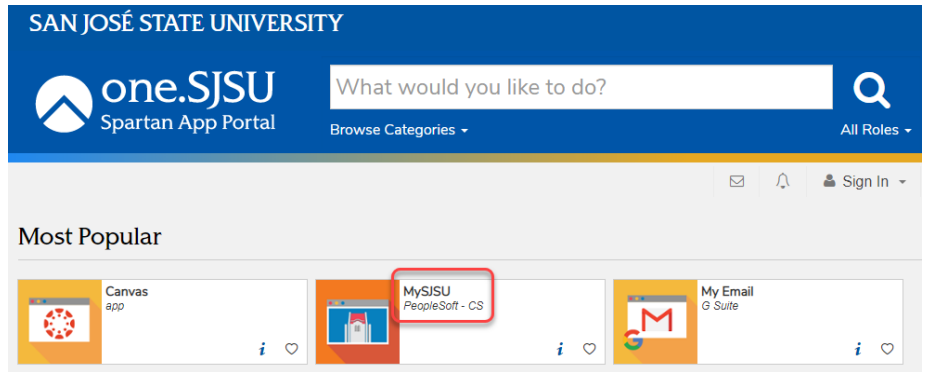 SAN JOSÉ STATE UNIVERSITY
one.SJSU
Spartan App Portal
What would you like to do?
Browse Categories
All Roles
Sign In
Most Popular
Canvas
app
i
MySJSU
PeopleSoft - CS
i
My Email
G Suite
i